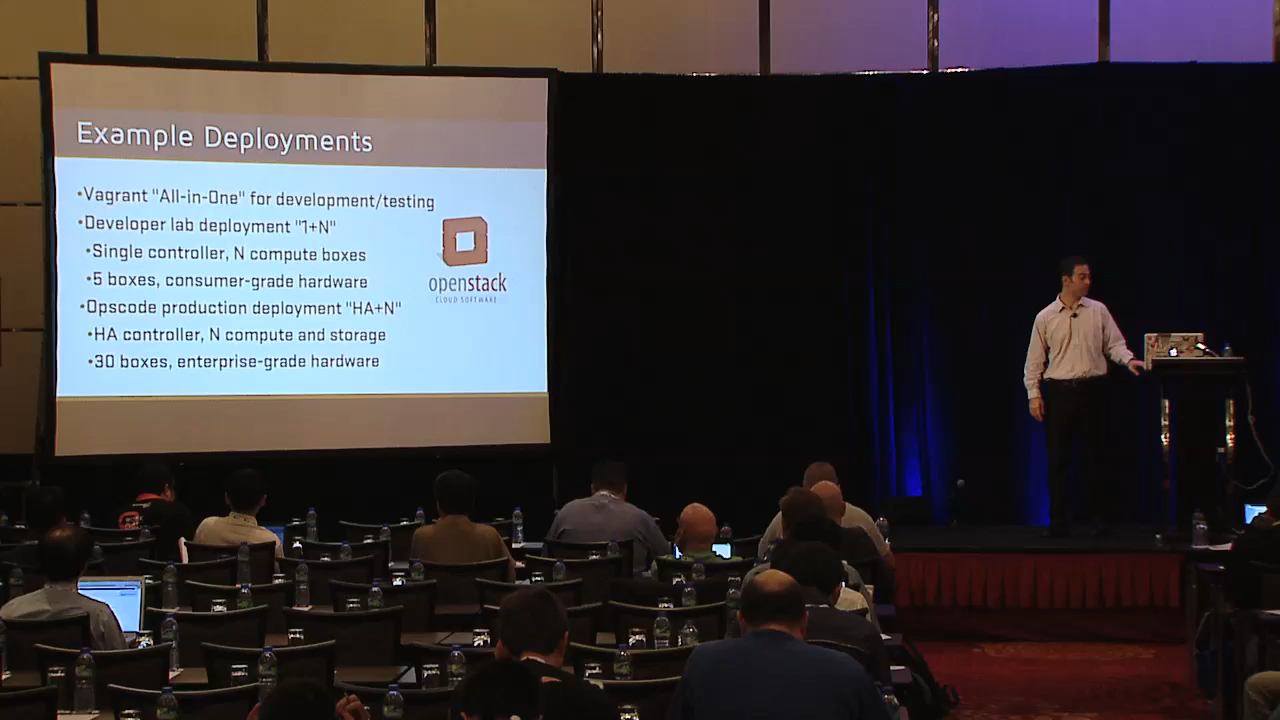 Example Deployments
•Vagrant "All-in-One" for development/testing
•Developer lab deployment "1+N"
•Single controller, N compute boxes
•5 boxes, consumer-grade hardware
•Opscode production deployment "HA+N"
•HA controller, N compute and storage
•30 boxes, enterprise-grade hardware
openstack
CLOUD SOFTWARE